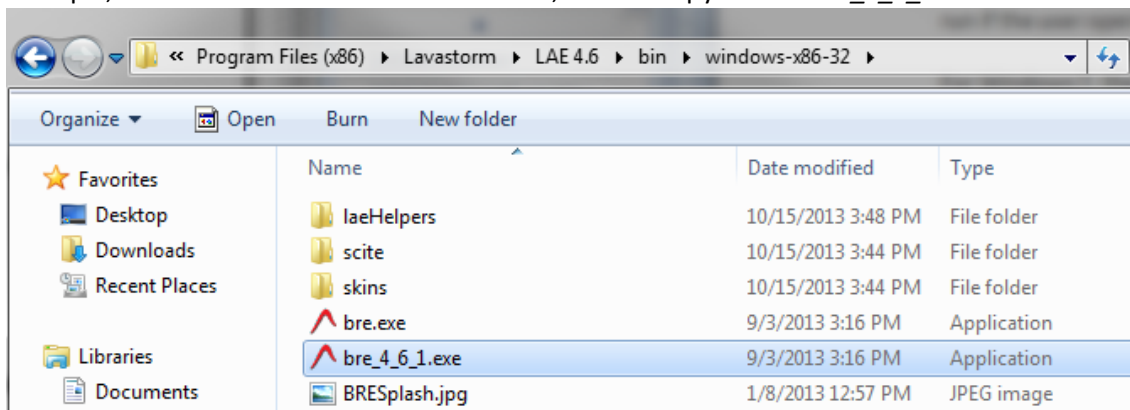 « Program Files (x86) ▸ Lavastorm ▸ LAE 4.6 ▸ bin ▸ windows-x86-32 ▸
Organize Open Burn New folder
Favorites
Desktop
Downloads
Recent Places
Libraries
Documents
Name Date modified Type
laeHelpers 10/15/2013 3:48 PM File folder
scite 10/15/2013 3:44 PM File folder
skins 10/15/2013 3:44 PM File folder
bre.exe 9/3/2013 3:16 PM Application
bre_4_6_1.exe 9/3/2013 3:16 PM Application
BRESplash.jpg 1/8/2013 12:57 PM JPEG image